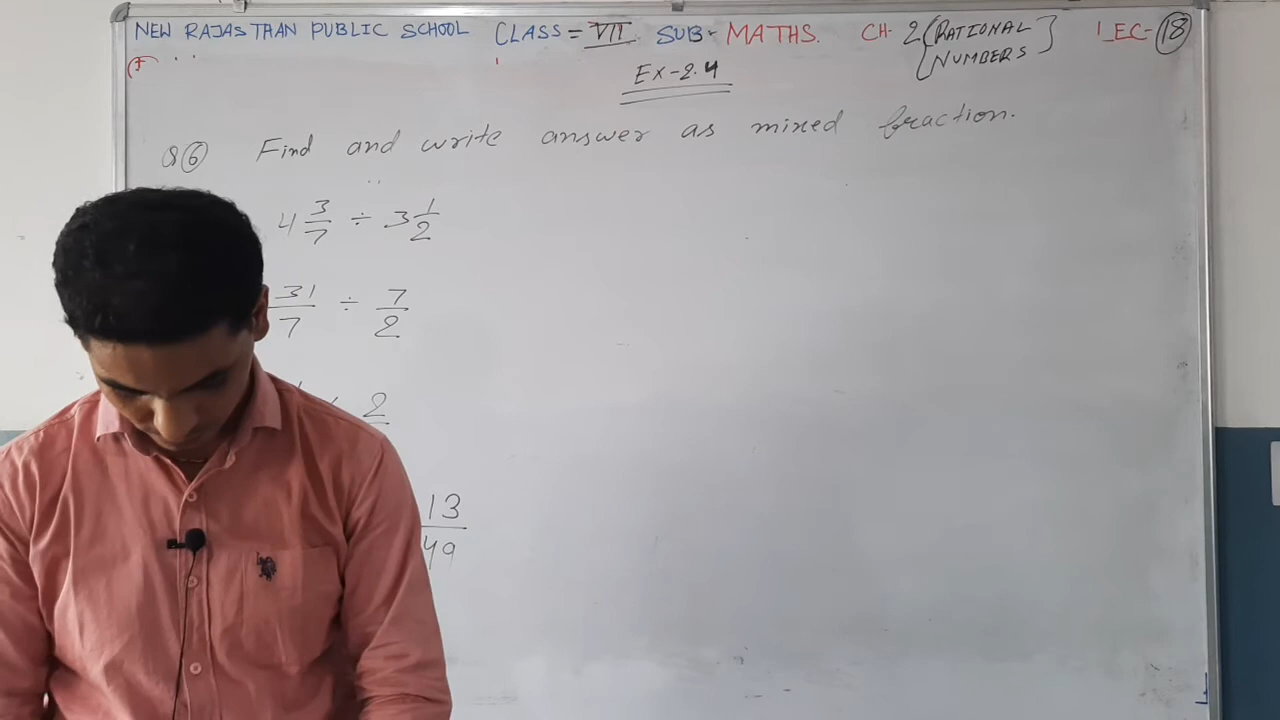 NEW RAJASTHAN PUBLIC SCHOOL CLASS = VII SUB- MATHS. CH- 2 (RATIONAL NUMBERS) LEC- 18
Ex-2.4
Q 6 Find and write answer as mixed fraction.
4 3/7 ÷ 3 1/2
31/7 ÷ 7/2
2
13/49